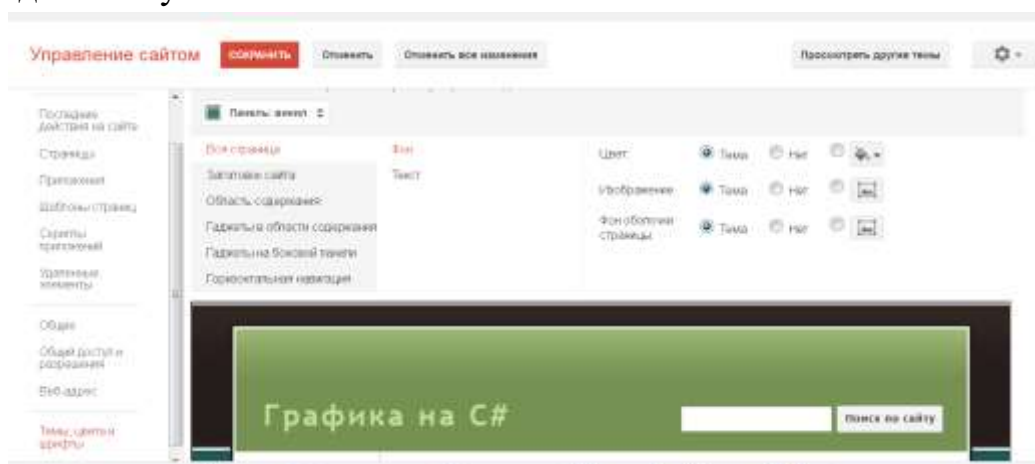 Управление сайтом СОХРАНИТЬ Отменить Отменить все изменения Просмотреть другие темы
Последние
действия на сайте
Страницы
Приложения
Шаблоны страниц
Скрипты
приложений
Удаленные
элементы
Общие
Общий доступ и
разрешения
Веб-адрес
Темы, цвета и
шрифты
Панель: винил
Вся страница
Заголовок сайта
Область содержания
Гаджеты в области содержания
Гаджеты на боковой панели
Горизонтальная навигация
Фон
Текст
Цвет Тема Нет
Изображение Тема Нет
Фон оболочки
страницы Тема Нет
Графика на C#
Поиск по сайту